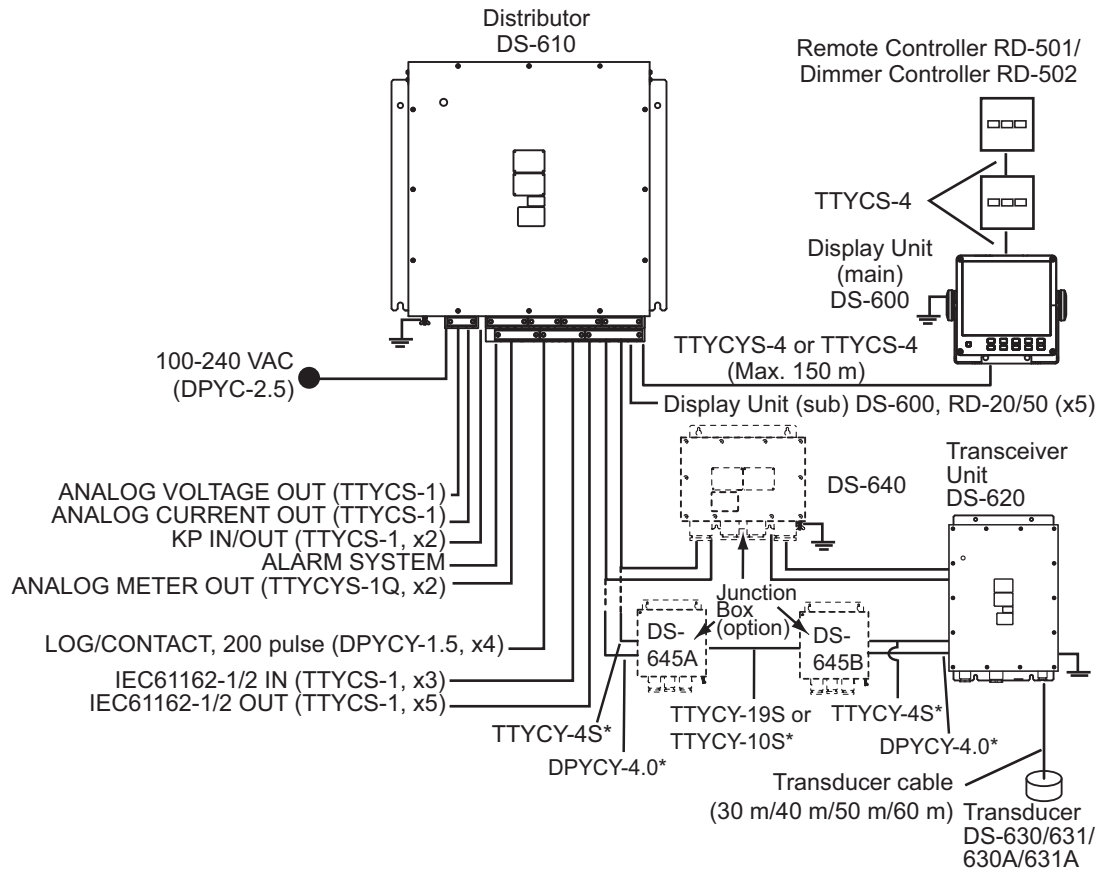 Distributor
DS-610
Remote Controller RD-501/
Dimmer Controller RD-502
TTYCS-4
Display Unit
(main)
DS-600
100-240 VAC
(DPYC-2.5)
TTYCYS-4 or TTYCS-4
(Max. 150 m)
Display Unit (sub) DS-600, RD-20/50 (x5)
DS-640
Transceiver
Unit
DS-620
ANALOG VOLTAGE OUT (TTYCS-1)
ANALOG CURRENT OUT (TTYCS-1)
KP IN/OUT (TTYCS-1, x2)
ALARM SYSTEM
ANALOG METER OUT (TTYCYS-1Q, x2)
LOG/CONTACT, 200 pulse (DPYCY-1.5, x4)
IEC61162-1/2 IN (TTYCS-1, x3)
IEC61162-1/2 OUT (TTYCS-1, x5)
Junction
Box
(option)
DS-
645A
DS-
645B
TTYCY-4S*
DPYCY-4.0*
TTYCY-19S or
TTYCY-10S*
TTYCY-4S*
DPYCY-4.0*
Transducer cable
(30 m/40 m/50 m/60 m)
Transducer
DS-630/631/
630A/631A